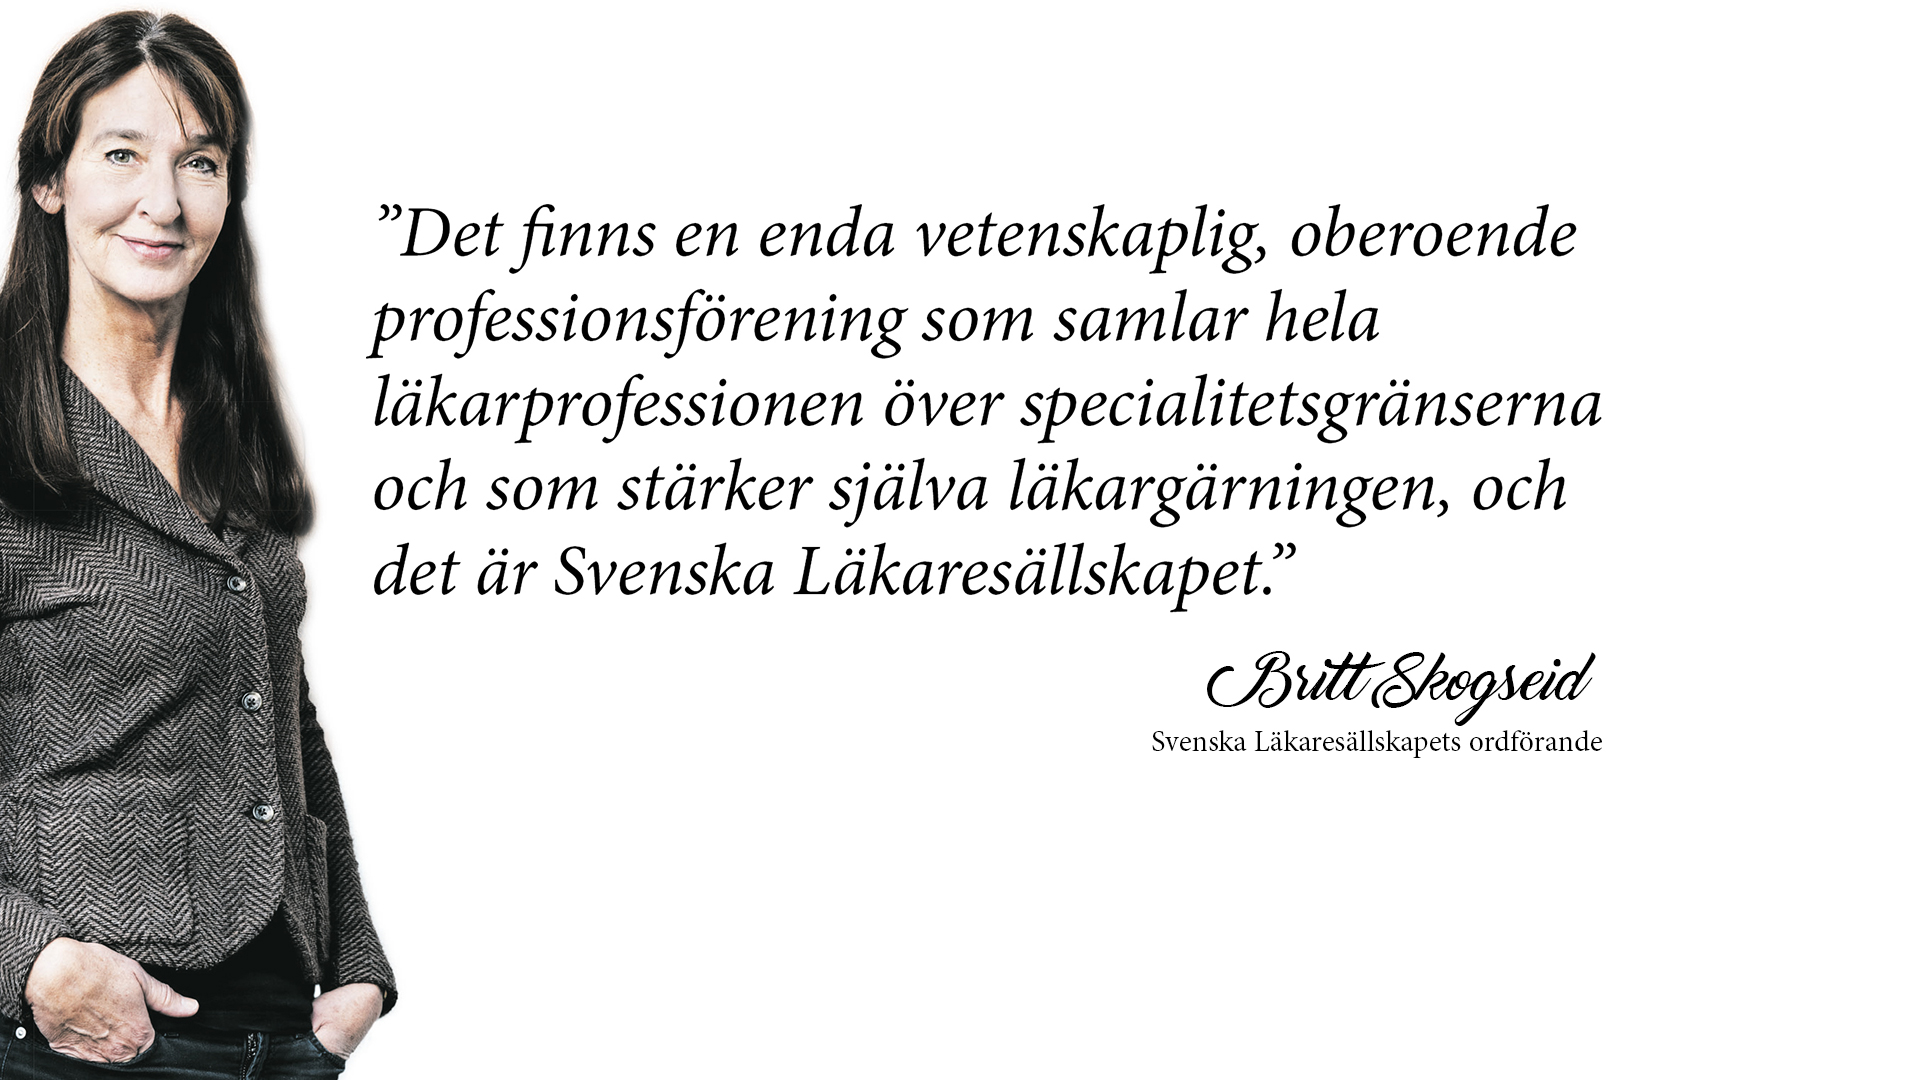 ”Det finns en enda vetenskaplig, oberoende
professionsförening som samlar hela
läkarprofessionen över specialitetsgränserna
och som stärker själva läkargärningen, och
det är Svenska Läkaresällskapet.”
Britt Skogseid
Svenska Läkaresällskapets ordförande